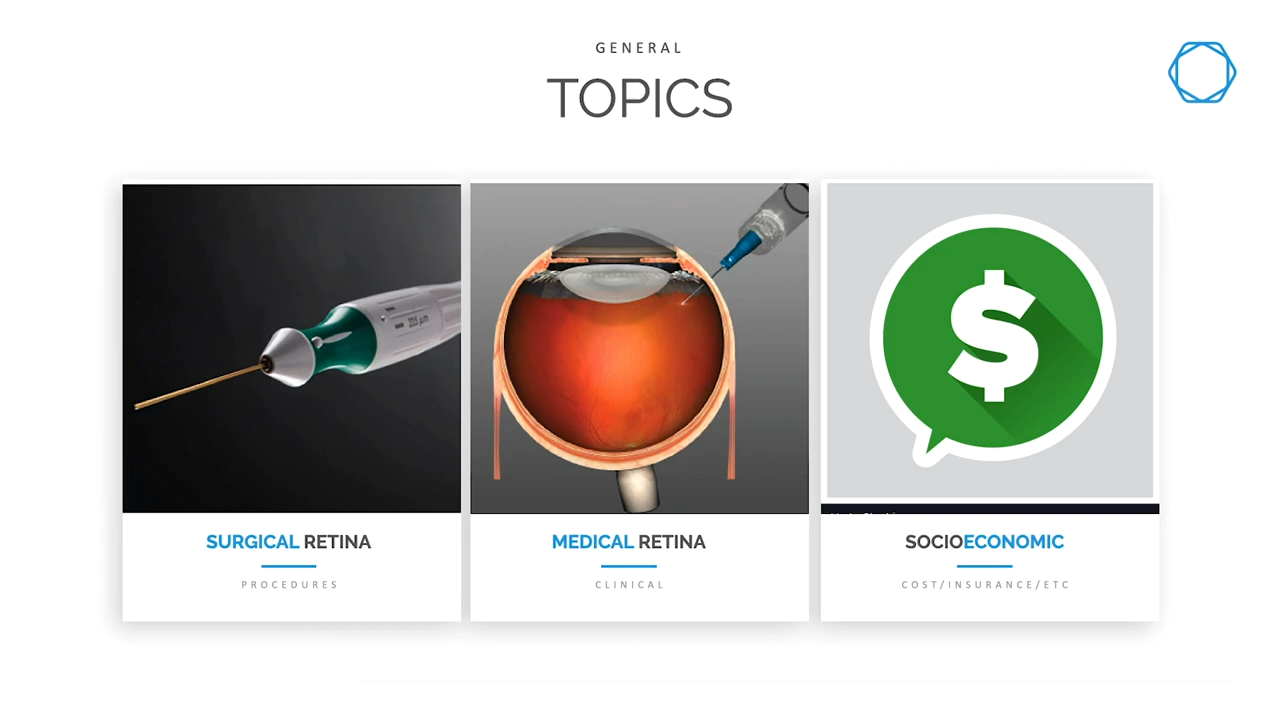 GENERAL
TOPICS
SURGICAL RETINA
PROCEDURES
MEDICAL RETINA
CLINICAL
SOCIOECONOMIC
COST/INSURANCE/ETC